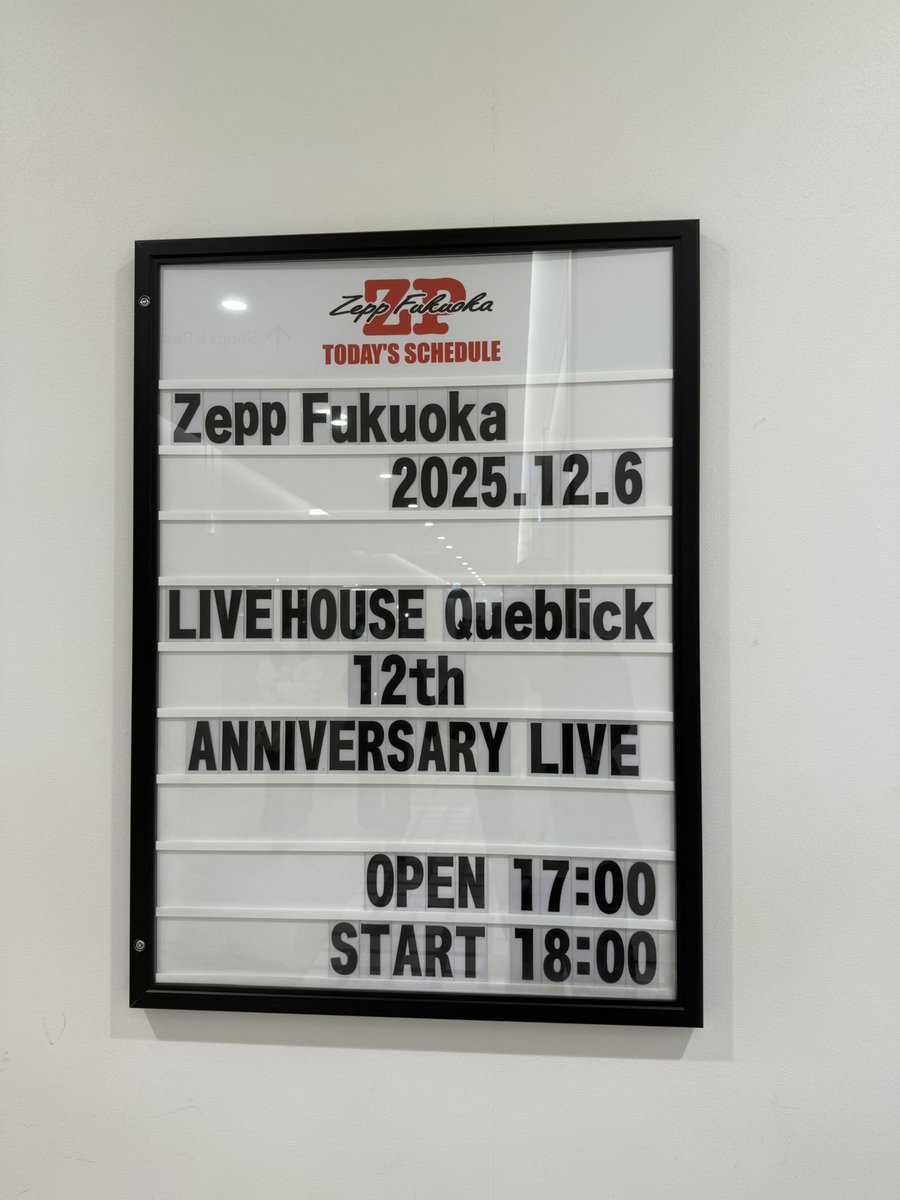 ZP
Zepp Fukuoka
TODAY'S SCHEDULE
Zepp Fukuoka
2025.12.6
LIVE HOUSE Queblick
12th
ANNIVERSARY LIVE
OPEN 17:00
START 18:00